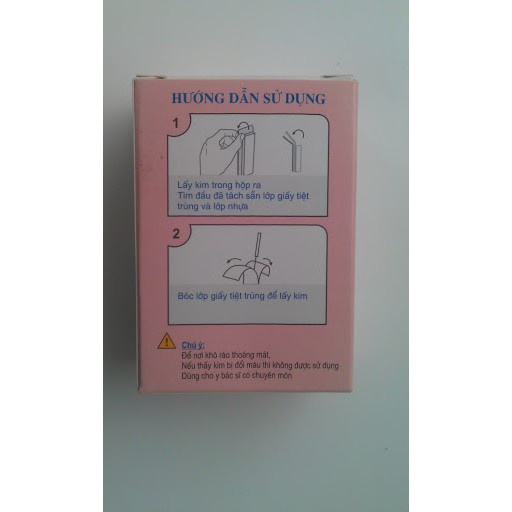 HƯỚNG DẪN SỬ DỤNG
1
Lấy kim trong hộp ra
Tìm đầu đã tách sẵn lớp giấy tiệt
trùng và lớp nhựa
2
Bóc lớp giấy tiệt trùng để lấy kim
Chú ý:
Để nơi khô ráo thoáng mát,
Nếu thấy kim bị đổi màu thì không được sử dụng
Dùng cho y bác sĩ có chuyên môn